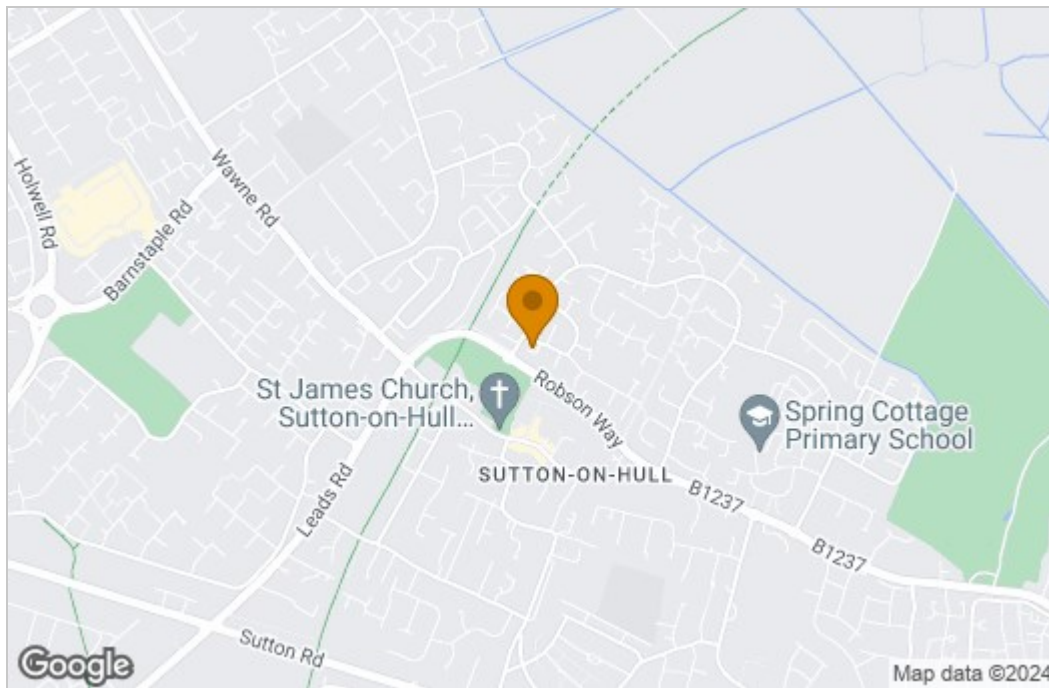 Holwell Rd
Barnstaple Rd
Wawne Rd
St James Church,
Sutton-on-Hull...
Robson Way
Spring Cottage
Primary School
SUTTON-ON-HULL
B1237
B1237
Leads Rd
Sutton Rd
Google
Map data ©2024